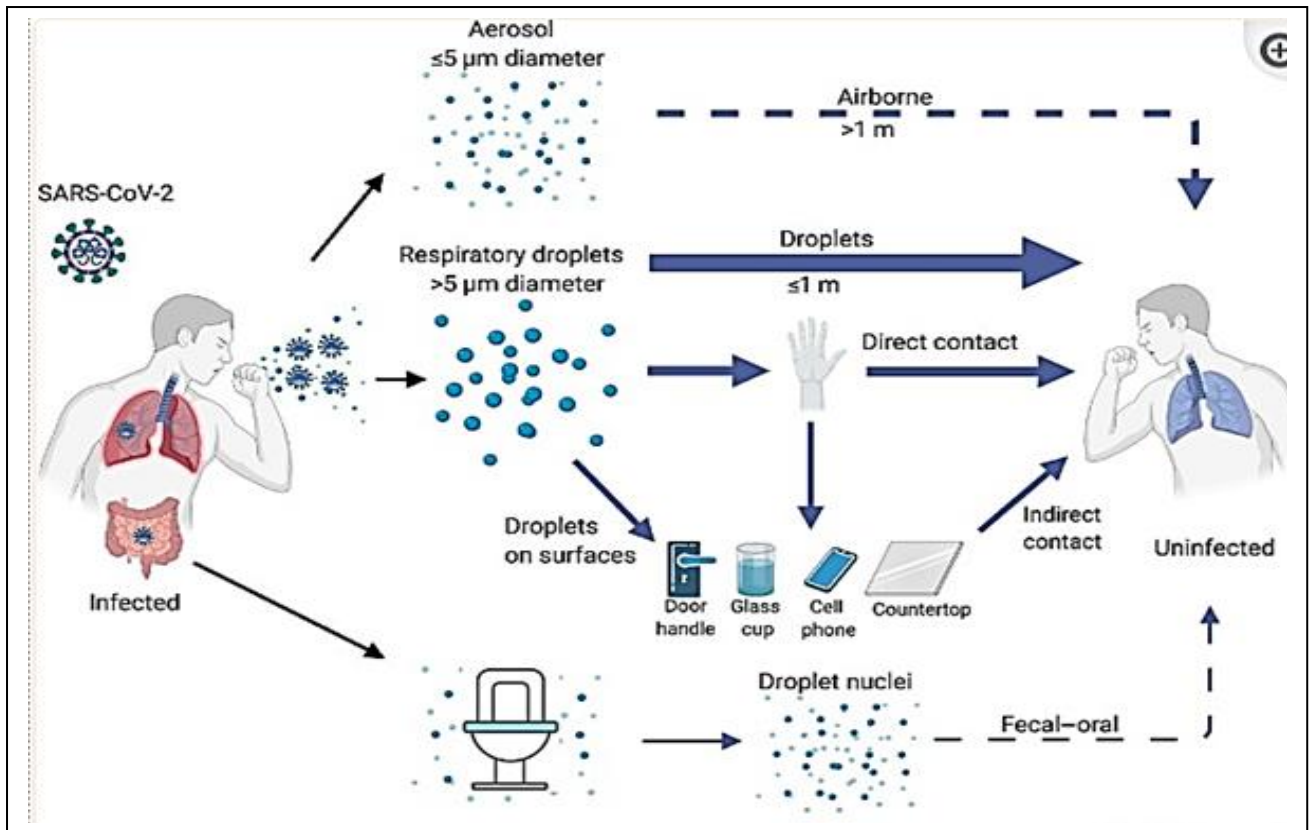 Aerosol
≤5 µm diameter
Airborne
>1 m
SARS-CoV-2
Respiratory droplets
>5 µm diameter
Droplets
≤1 m
Direct contact
Droplets
on surfaces
Indirect
contact
Uninfected
Infected
Door
handle
Glass
cup
Cell
phone
Countertop
Droplet nuclei
Fecal–oral